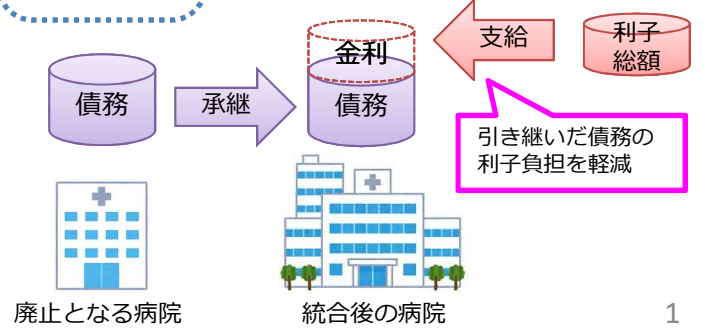 金利
支給
利子
総額
債務
承継
債務
引き継いだ債務の
利子負担を軽減
廃止となる病院
統合後の病院
1